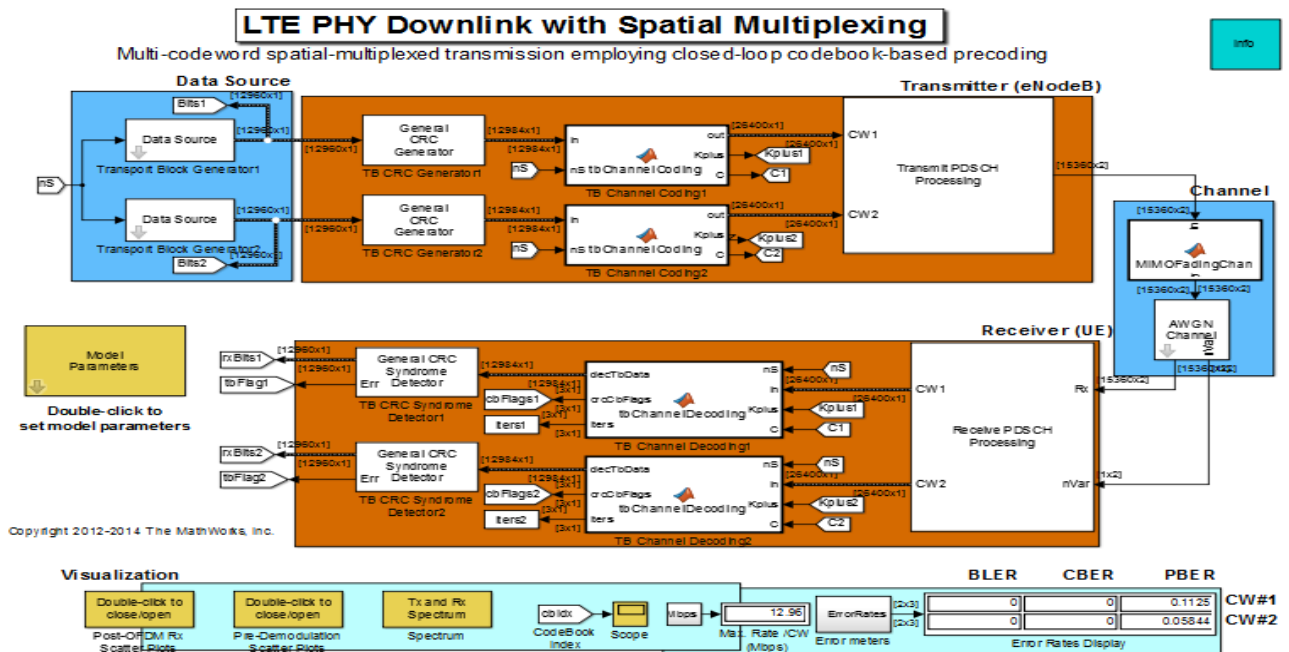 LTE PHY Downlink with Spatial Multiplexing
Info
Multi-codeword spatial-multiplexed transmission employing closed-loop codebook-based precoding
Data Source
Transmitter (eNodeB)
[12960x1]
Bits1
Data Source
[12960x1]
Transport Block Generator1
nS
Data Source
[12960x1]
Transport Block Generator2
[12960x1]
Bits2
[12960x1]
General
CRC
Generator
[12984x1]
[12984x1]
TB CRC Generator1
[12960x1]
General
CRC
Generator
[12984x1]
[12984x1]
TB CRC Generator2
nS
In
nS tbChannelCoding
out
Kplus
C
TB Channel Coding1
nS
In
nS tbChannelCoding
out
Kplus
C
TB Channel Coding2
[26400x1]
[26400x1]
Kplus1
C1
[26400x1]
[26400x1]
Kplus2
C2
CW1
Transmit PDSCH
Processing
CW2
[15360x2]
Channel
[15360x2]
In
MIMOFadingChan
[15360x2]
[15360x2]
AWGN
Channel
nVar
[15360x2]
Model
Parameters
Double-click to
set model parameters
Receiver (UE)
rxBits1
[12960x1]
[12960x1]
tbFlag1
General CRC
Syndrome
Detector
Err
TB CRC Syndrome
Detector1
[12984x1]
[12984x1]
cbFlags1
[3x1]
Iters1
[3x1]
[3x1]
decTbData
crcCbFlags
iters
tbChannelDecoding
nS
In
Kplus
C
TB Channel Decoding1
nS
[26400x1]
[26400x1]
Kplus1
C1
rxBits2
[12960x1]
[12960x1]
tbFlag2
General CRC
Syndrome
Detector
Err
TB CRC Syndrome
Detector2
[12984x1]
[12984x1]
cbFlags2
[3x1]
Iters2
[3x1]
[3x1]
decTbData
crcCbFlags
iters
tbChannelDecoding
nS
In
Kplus
C
TB Channel Decoding2
nS
[26400x1]
[26400x1]
Kplus2
C2
CW1
Rx
Receive PDSCH
Processing
CW2
nVar
[15360x2]
[1x2]
Copyright 2012-2014 The MathWorks, Inc.
Visualization
Double-click to
close/open
Post-OFDM Rx
Scatter Plots
Double-click to
close/open
Pre-Demodulation
Scatter Plots
Tx and Rx
Spectrum
Spectrum
cbIdx
CodeBook
Index
Scope
Mbps
12.96
Max. Rate /CW
(Mbps)
ErrorRates
Error meters
[2x3]
[2x3]
BLER CBER PBER
0 0 0.1125 CW#1
0 0 0.05844 CW#2
Error Rates Display